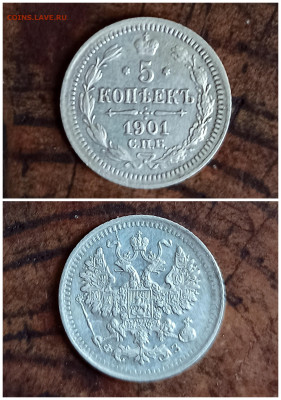 COINS.LAVE.RU
5
КОПѢЕКЪ
1901
С.П.Б.
Ф З